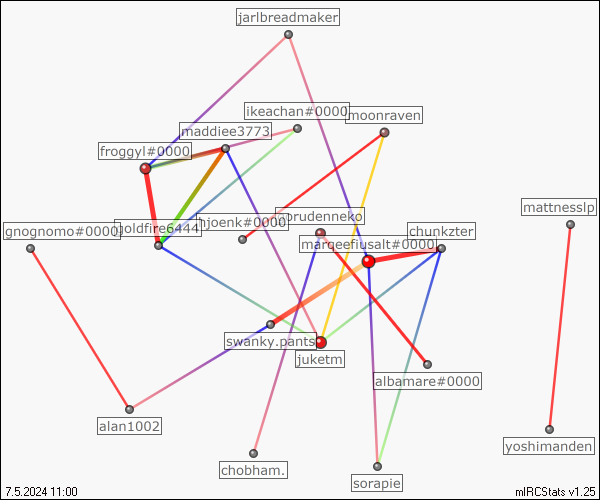 jarlbreadmaker
ikeachan#0000
moonraven
maddiee3773
froggyl#0000
mattnesslp
gnognomo#0000
goldfire6444
hjoenk#0000
prudenneko
chunkzter
marqeefiusalt#0000
swanky.pants
juketm
albamare#0000
alan1002
yoshimanden
chobham.
sorapie
7.5.2024 11:00
mIRCStats v1.25